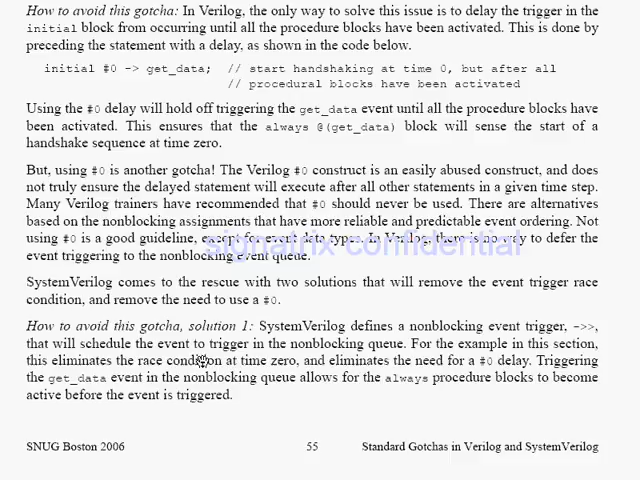 How to avoid this gotcha: In Verilog, the only way to solve this issue is to delay the trigger in the
initial block from occurring until all the procedure blocks have been activated. This is done by
preceding the statement with a delay, as shown in the code below.
initial #0 -> get_data; // start handshaking at time 0, but after all
// procedural blocks have been activated
Using the #0 delay will hold off triggering the get_data event until all the procedure blocks have
been activated. This ensures that the always @(get_data) block will sense the start of a
handshake sequence at time zero.
But, using #0 is another gotcha! The Verilog #0 construct is an easily abused construct, and does
not truly ensure the delayed statement will execute after all other statements in a given time step.
Many Verilog trainers have recommended that #0 should never be used. There are alternatives
based on the nonblocking assignments that have more reliable and predictable event ordering. Not
using #0 is a good guideline, except for event data types. In Verilog, there is no way to defer the
signatrix confidential
event triggering to the nonblocking event queue.
SystemVerilog comes to the rescue with two solutions that will remove the event trigger race
condition, and remove the need to use a #0.
How to avoid this gotcha, solution 1: SystemVerilog defines a nonblocking event trigger, ->>,
that will schedule the event to trigger in the nonblocking queue. For the example in this section,
this eliminates the race condition at time zero, and eliminates the need for a #0 delay. Triggering
the get_data event in the nonblocking queue allows for the always procedure blocks to become
active before the event is triggered.
SNUG Boston 2006 55 Standard Gotchas in Verilog and SystemVerilog